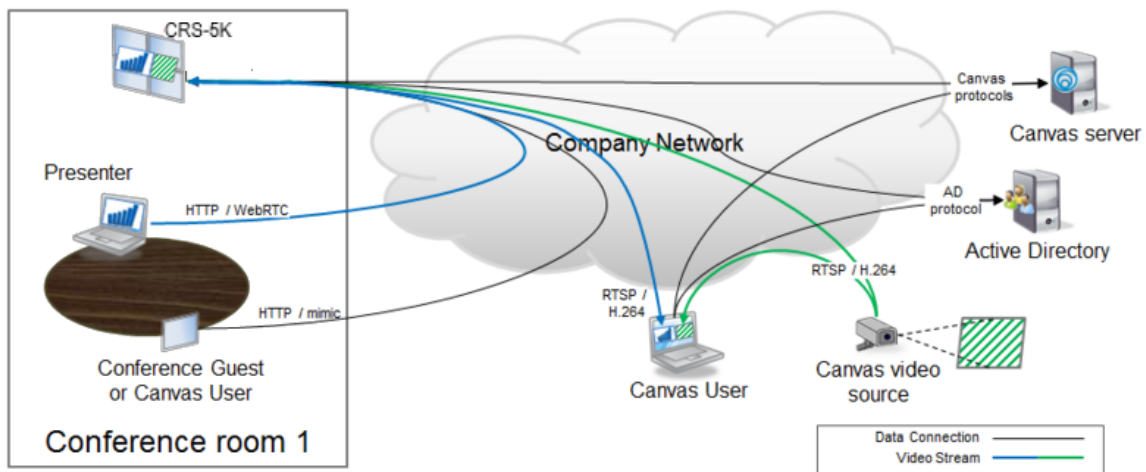 CRS-5K
Presenter
HTTP / WebRTC
HTTP / mimic
Conference Guest
or Canvas User
Conference room 1
Company Network
Canvas
protocols
Canvas server
AD
protocol
Active Directory
RTSP / H.264
RTSP /
H.264
Canvas User
Canvas video
source
Data Connection
Video Stream